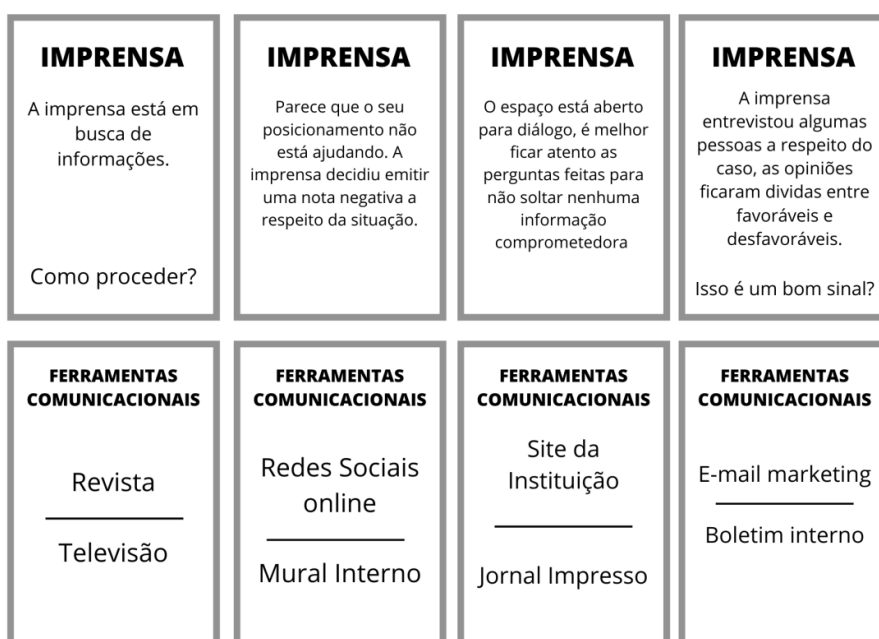 IMPRENSA
A imprensa está em
busca de
informações.
Como proceder?
IMPRENSA
Parece que o seu
posicionamento não
está ajudando. A
imprensa decidiu emitir
uma nota negativa a
respeito da situação.
IMPRENSA
O espaço está aberto
para diálogo, é melhor
ficar atento as
perguntas feitas para
não soltar nenhuma
informação
comprometedora
IMPRENSA
A imprensa
entrevistou algumas
pessoas a respeito do
caso, as opiniões
ficaram dividas entre
favoráveis e
desfavoráveis.
Isso é um bom sinal?
FERRAMENTAS
COMUNICACIONAIS
Revista
Televisão
FERRAMENTAS
COMUNICACIONAIS
Redes Sociais
online
Mural Interno
FERRAMENTAS
COMUNICACIONAIS
Site da
Instituição
Jornal Impresso
FERRAMENTAS
COMUNICACIONAIS
E-mail marketing
Boletim interno